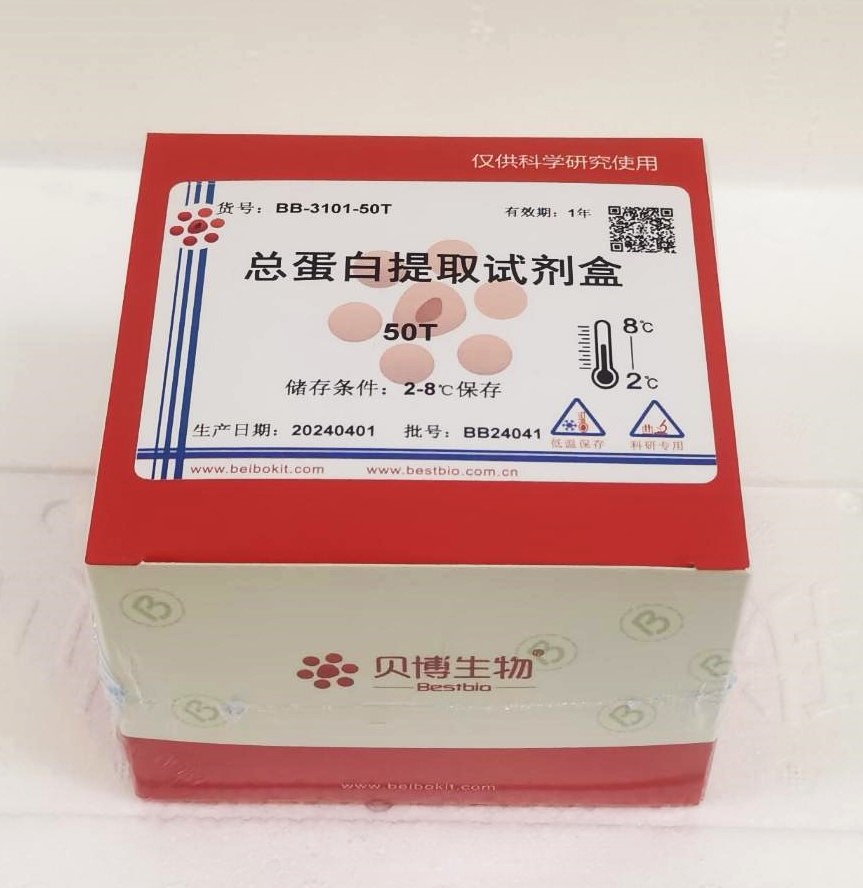 仅供科学研究使用
货号：BB-3101-50T 有效期：1年
总蛋白提取试剂盒
50T
8℃
2℃
储存条件：2-8℃保存
生产日期：20240401 批号：BB24041
低温保存 科研专用
www.beibokit.com www.bestbio.com.cn
贝博生物®
Bestbio
www.beibokit.com